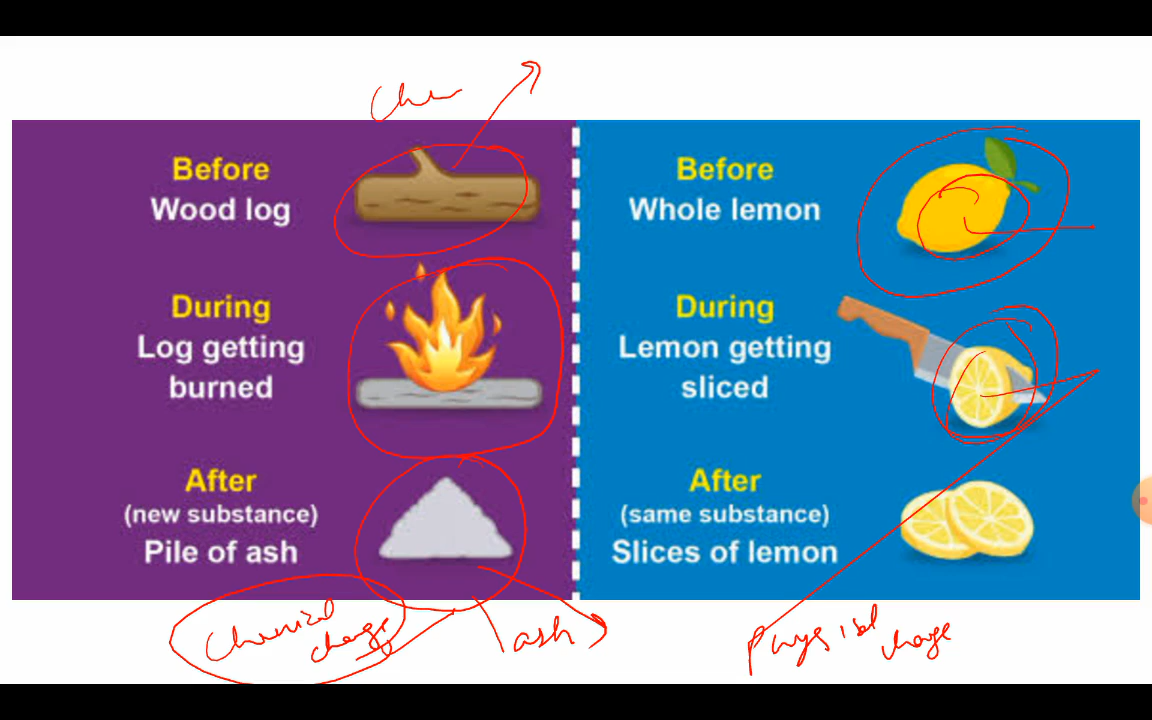 Che
Before
Wood log
During
Log getting
burned
After
(new substance)
Pile of ash
Before
Whole lemon
During
Lemon getting
sliced
After
(same substance)
Slices of lemon
Chemical
change
ash
Physical
change